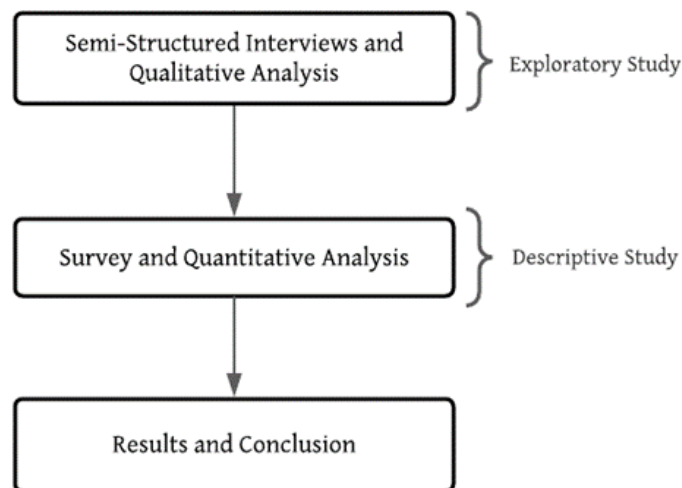 Semi-Structured Interviews and
Qualitative Analysis
Exploratory Study
Survey and Quantitative Analysis
Descriptive Study
Results and Conclusion